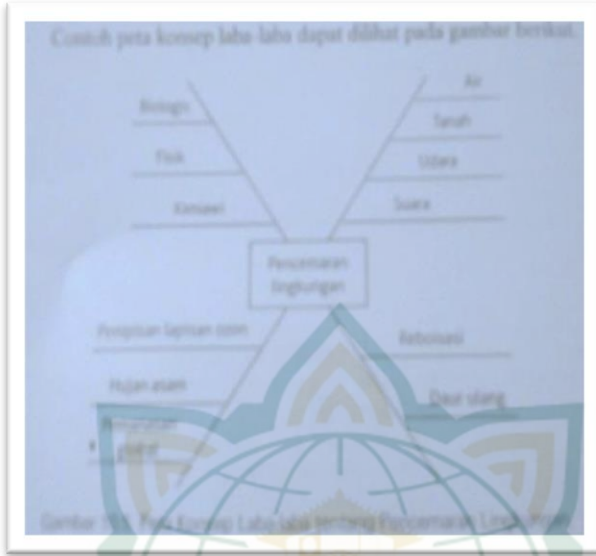 Contoh peta konsep laba-laba dapat dilihat pada gambar berikut.
Biologis
Fisik
Kimiawi
Air
Tanah
Udara
Suara
Pencemaran
lingkungan
Penipisan lapisan ozon
Hujan asam
Pemanasan
global
Reboisasi
Daur ulang
Gambar Peta Konsep Laba-laba tentang Pencemaran